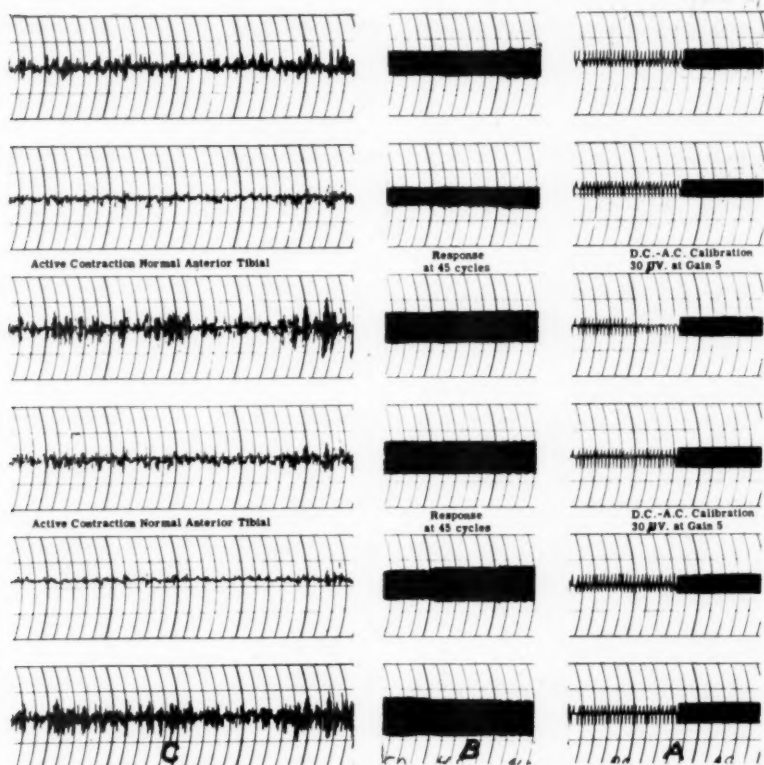 Active Contraction Normal Anterior Tibial
Response
at 45 cycles
D.C.-A.C. Calibration
30 μV. at Gain 5
Active Contraction Normal Anterior Tibial
Response
at 45 cycles
D.C.-A.C. Calibration
30 μV. at Gain 5
C
B
A